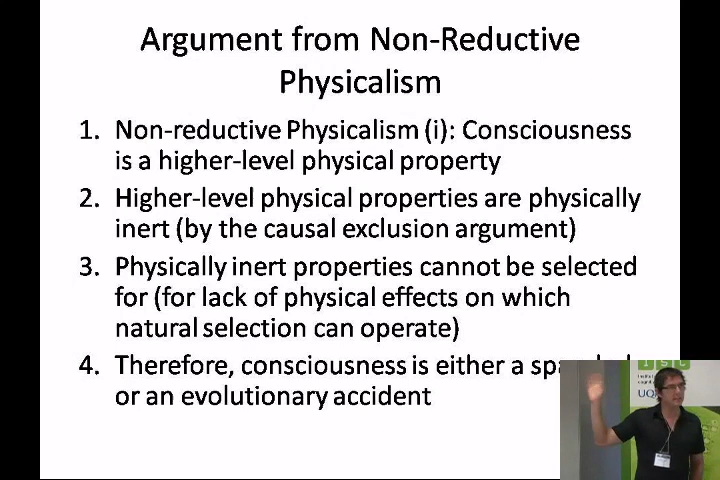 Argument from Non-Reductive
Physicalism
1. Non-reductive Physicalism (i): Consciousness
is a higher-level physical property
2. Higher-level physical properties are physically
inert (by the causal exclusion argument)
3. Physically inert properties cannot be selected
for (for lack of physical effects on which
natural selection can operate)
4. Therefore, consciousness is either a
or an evolutionary accident
isc